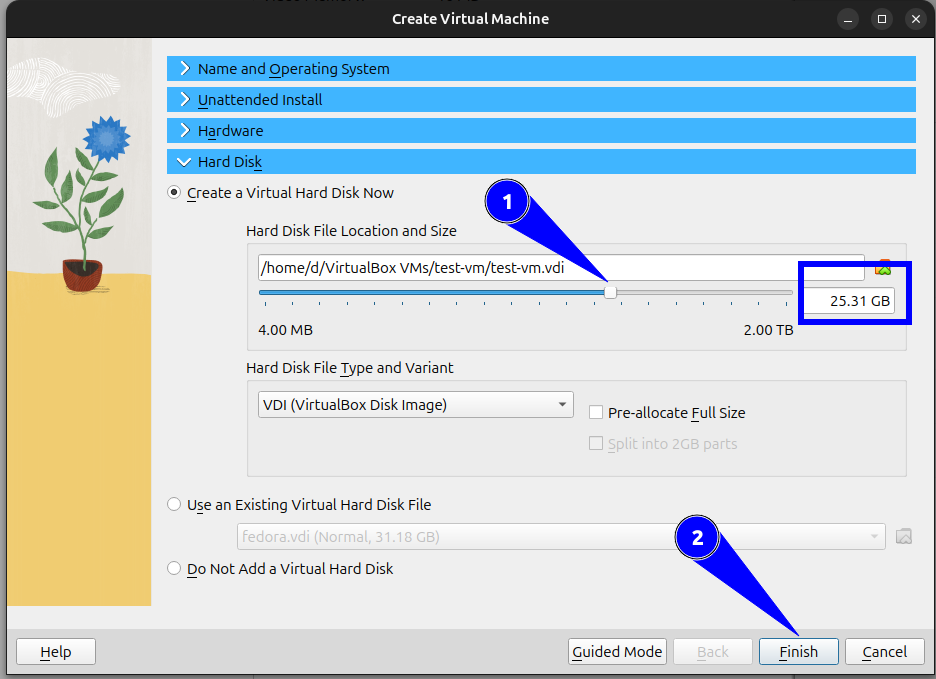 Create Virtual Machine
Name and Operating System
Unattended Install
Hardware
Hard Disk
Create a Virtual Hard Disk Now
1
Hard Disk File Location and Size
/home/d/VirtualBox VMs/test-vm/test-vm.vdi
25.31 GB
4.00 MB 2.00 TB
Hard Disk File Type and Variant
VDI (VirtualBox Disk Image)
Pre-allocate Full Size
Split into 2GB parts
Use an Existing Virtual Hard Disk File
fedora.vdi (Normal, 31.18 GB)
2
Do Not Add a Virtual Hard Disk
Help Guided Mode Back Finish Cancel